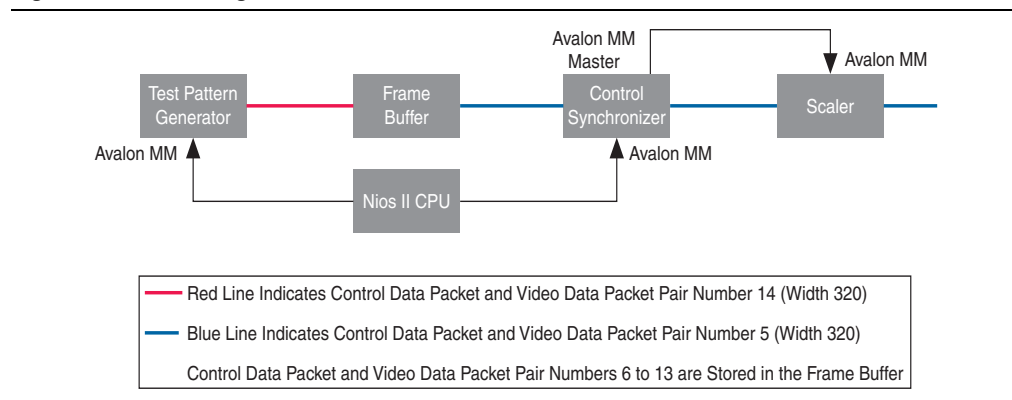 Avalon MM
Master
Avalon MM
Test Pattern
Generator
Frame
Buffer
Control
Synchronizer
Scaler
Avalon MM
Avalon MM
Nios II CPU
Red Line Indicates Control Data Packet and Video Data Packet Pair Number 14 (Width 320)
Blue Line Indicates Control Data Packet and Video Data Packet Pair Number 5 (Width 320)
Control Data Packet and Video Data Packet Pair Numbers 6 to 13 are Stored in the Frame Buffer